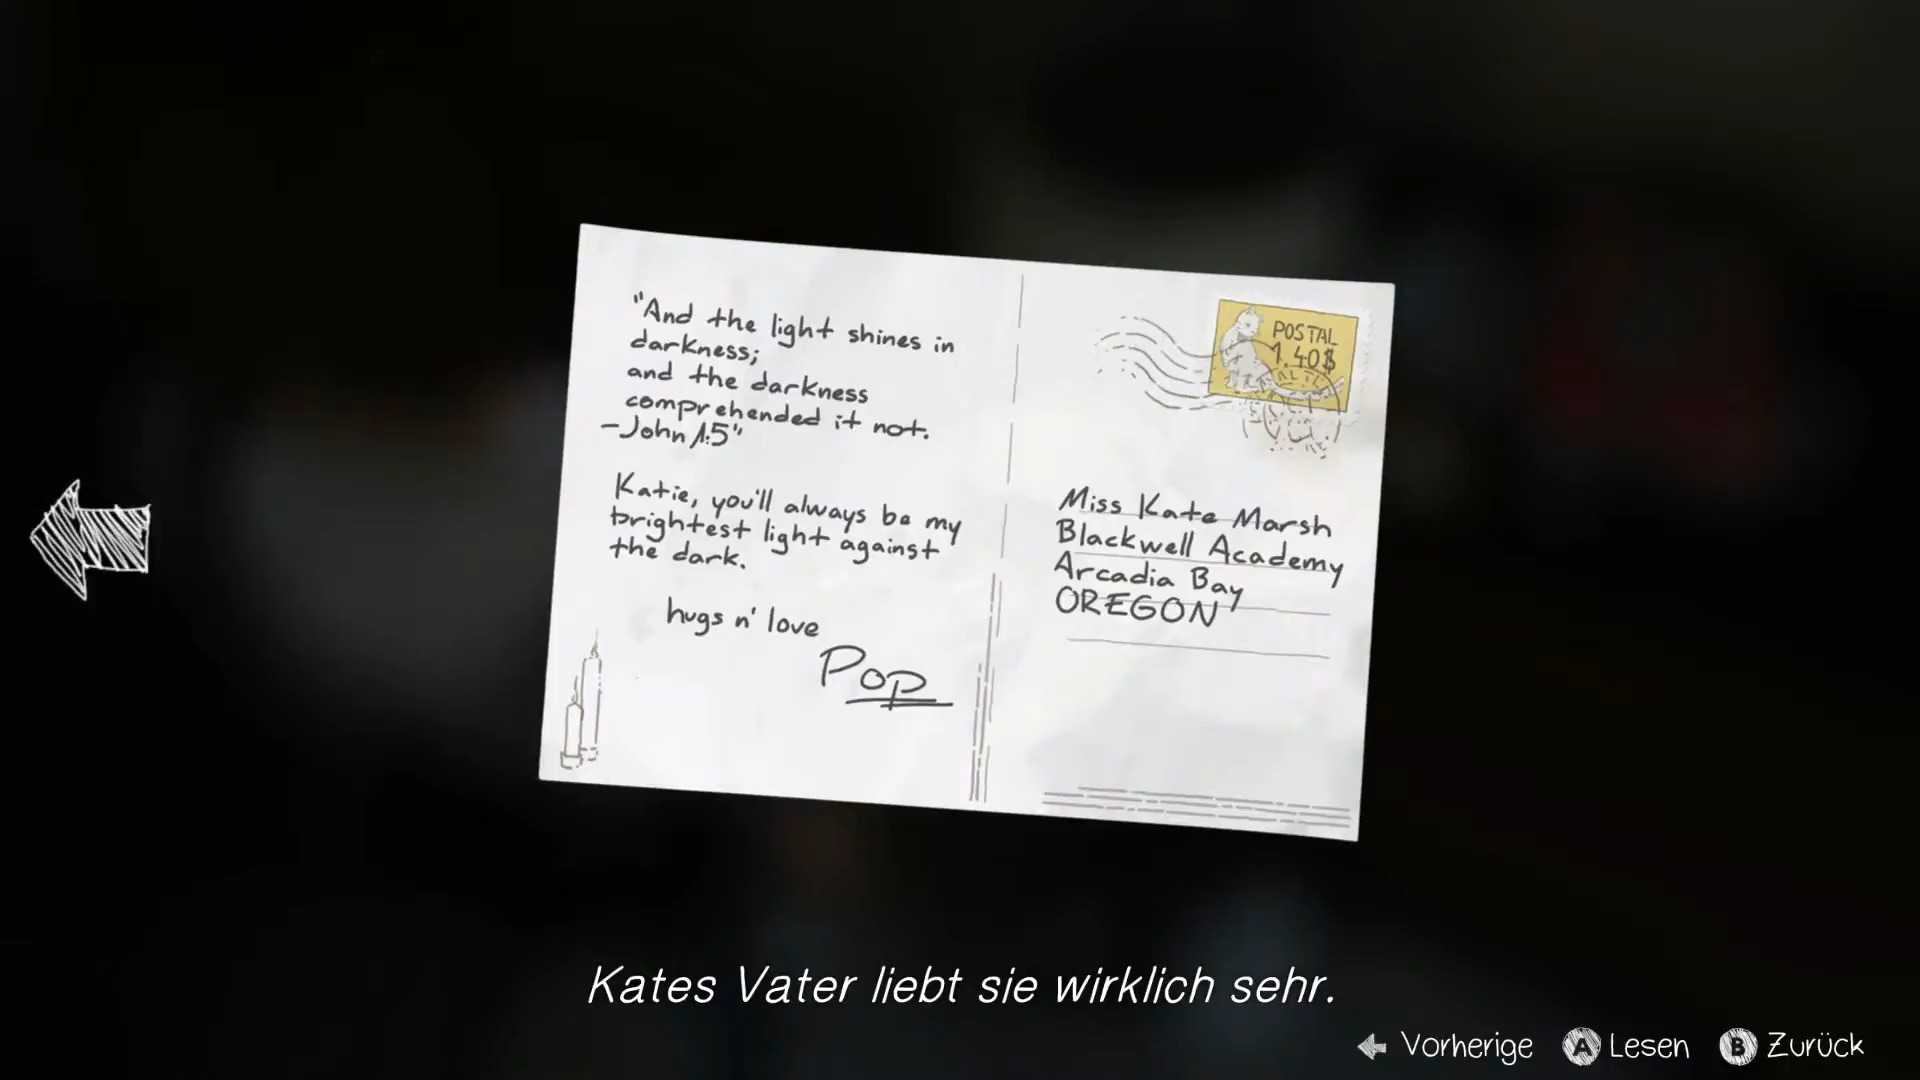 "And the light shines in
darkness;
and the darkness
comprehended it not.
-John 1:5"
Katie, you'll always be my
brightest light against
the dark.
hugs n' love
Pop
POSTAL
1.40$
Miss Kate Marsh
Blackwell Academy
Arcadia Bay
OREGON
Kates Vater liebt sie wirklich sehr.
Vorherige
A Lesen
B Zurück